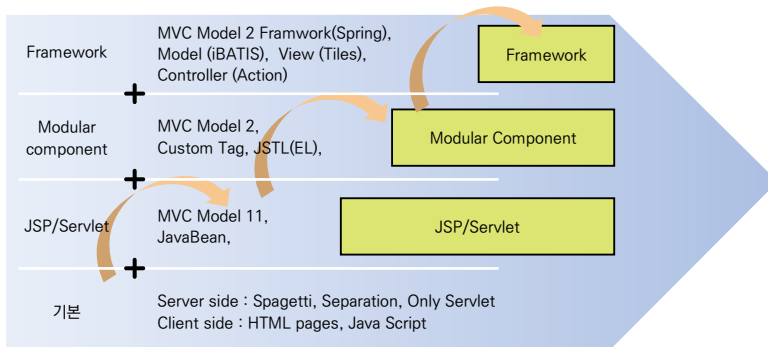 Framework
MVC Model 2 Framwork(Spring),
Model (iBATIS), View (Tiles),
Controller (Action)
Framework
Modular
component
MVC Model 2,
Custom Tag, JSTL(EL),
Modular Component
JSP/Servlet
MVC Model 11,
JavaBean,
JSP/Servlet
기본
Server side : Spagetti, Separation, Only Servlet
Client side : HTML pages, Java Script